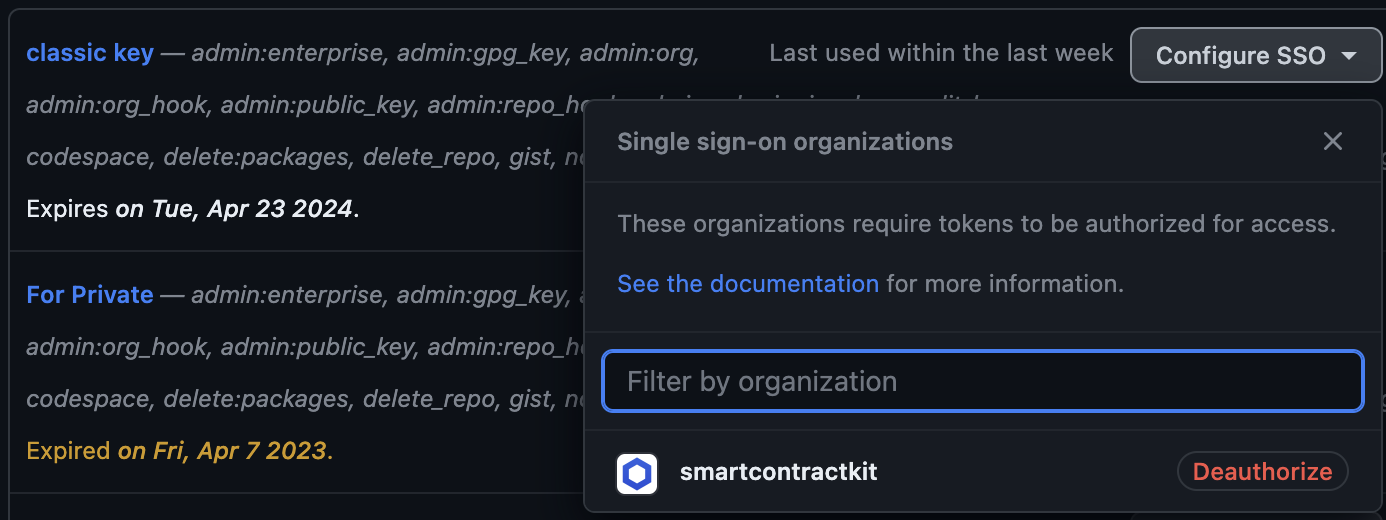 classic key — admin:enterprise, admin:gpg_key, admin:org,
Last used within the last week
Configure SSO
admin:org_hook, admin:public_key,
codespace, delete:packages, delete_repo, gist,
Expires on Tue, Apr 23 2024.
Single sign-on organizations
These organizations require tokens to be authorized for access.
See the documentation for more information.
Filter by organization
smartcontractkit
Deauthorize
For Private — admin:enterprise, admin:gpg_key,
admin:org_hook, admin:public_key,
codespace, delete:packages, delete_repo, gist,
Expired on Fri, Apr 7 2023.